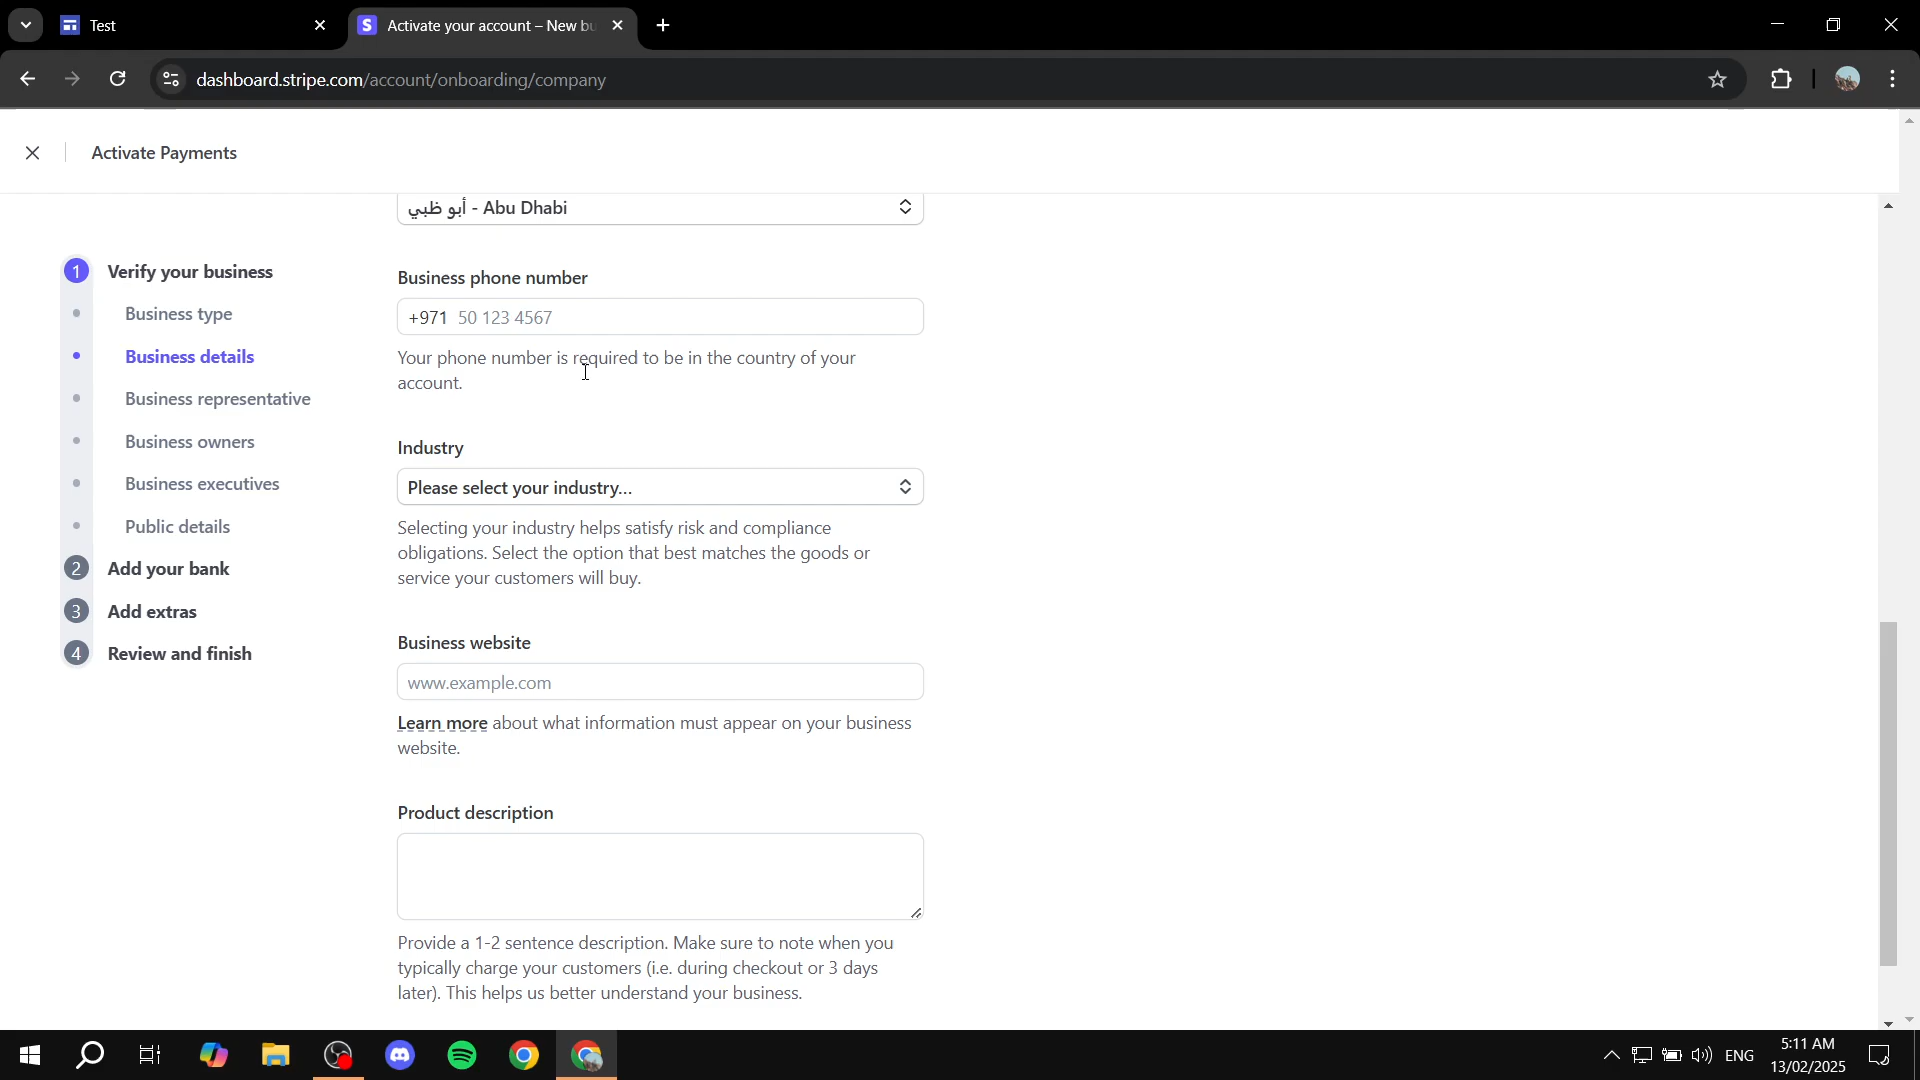 Test
Activate your account – New bu
dashboard.stripe.com/account/onboarding/company
Activate Payments
أبو ظبي - Abu Dhabi
1 Verify your business
Business type
Business details
Business representative
Business owners
Business executives
Public details
2 Add your bank
3 Add extras
4 Review and finish
Business phone number
+971 50 123 4567
Your phone number is required to be in the country of your
account.
Industry
Please select your industry...
Selecting your industry helps satisfy risk and compliance
obligations. Select the option that best matches the goods or
service your customers will buy.
Business website
www.example.com
Learn more about what information must appear on your business
website.
Product description
Provide a 1-2 sentence description. Make sure to note when you
typically charge your customers (i.e. during checkout or 3 days
later). This helps us better understand your business.
ENG
5:11 AM
13/02/2025